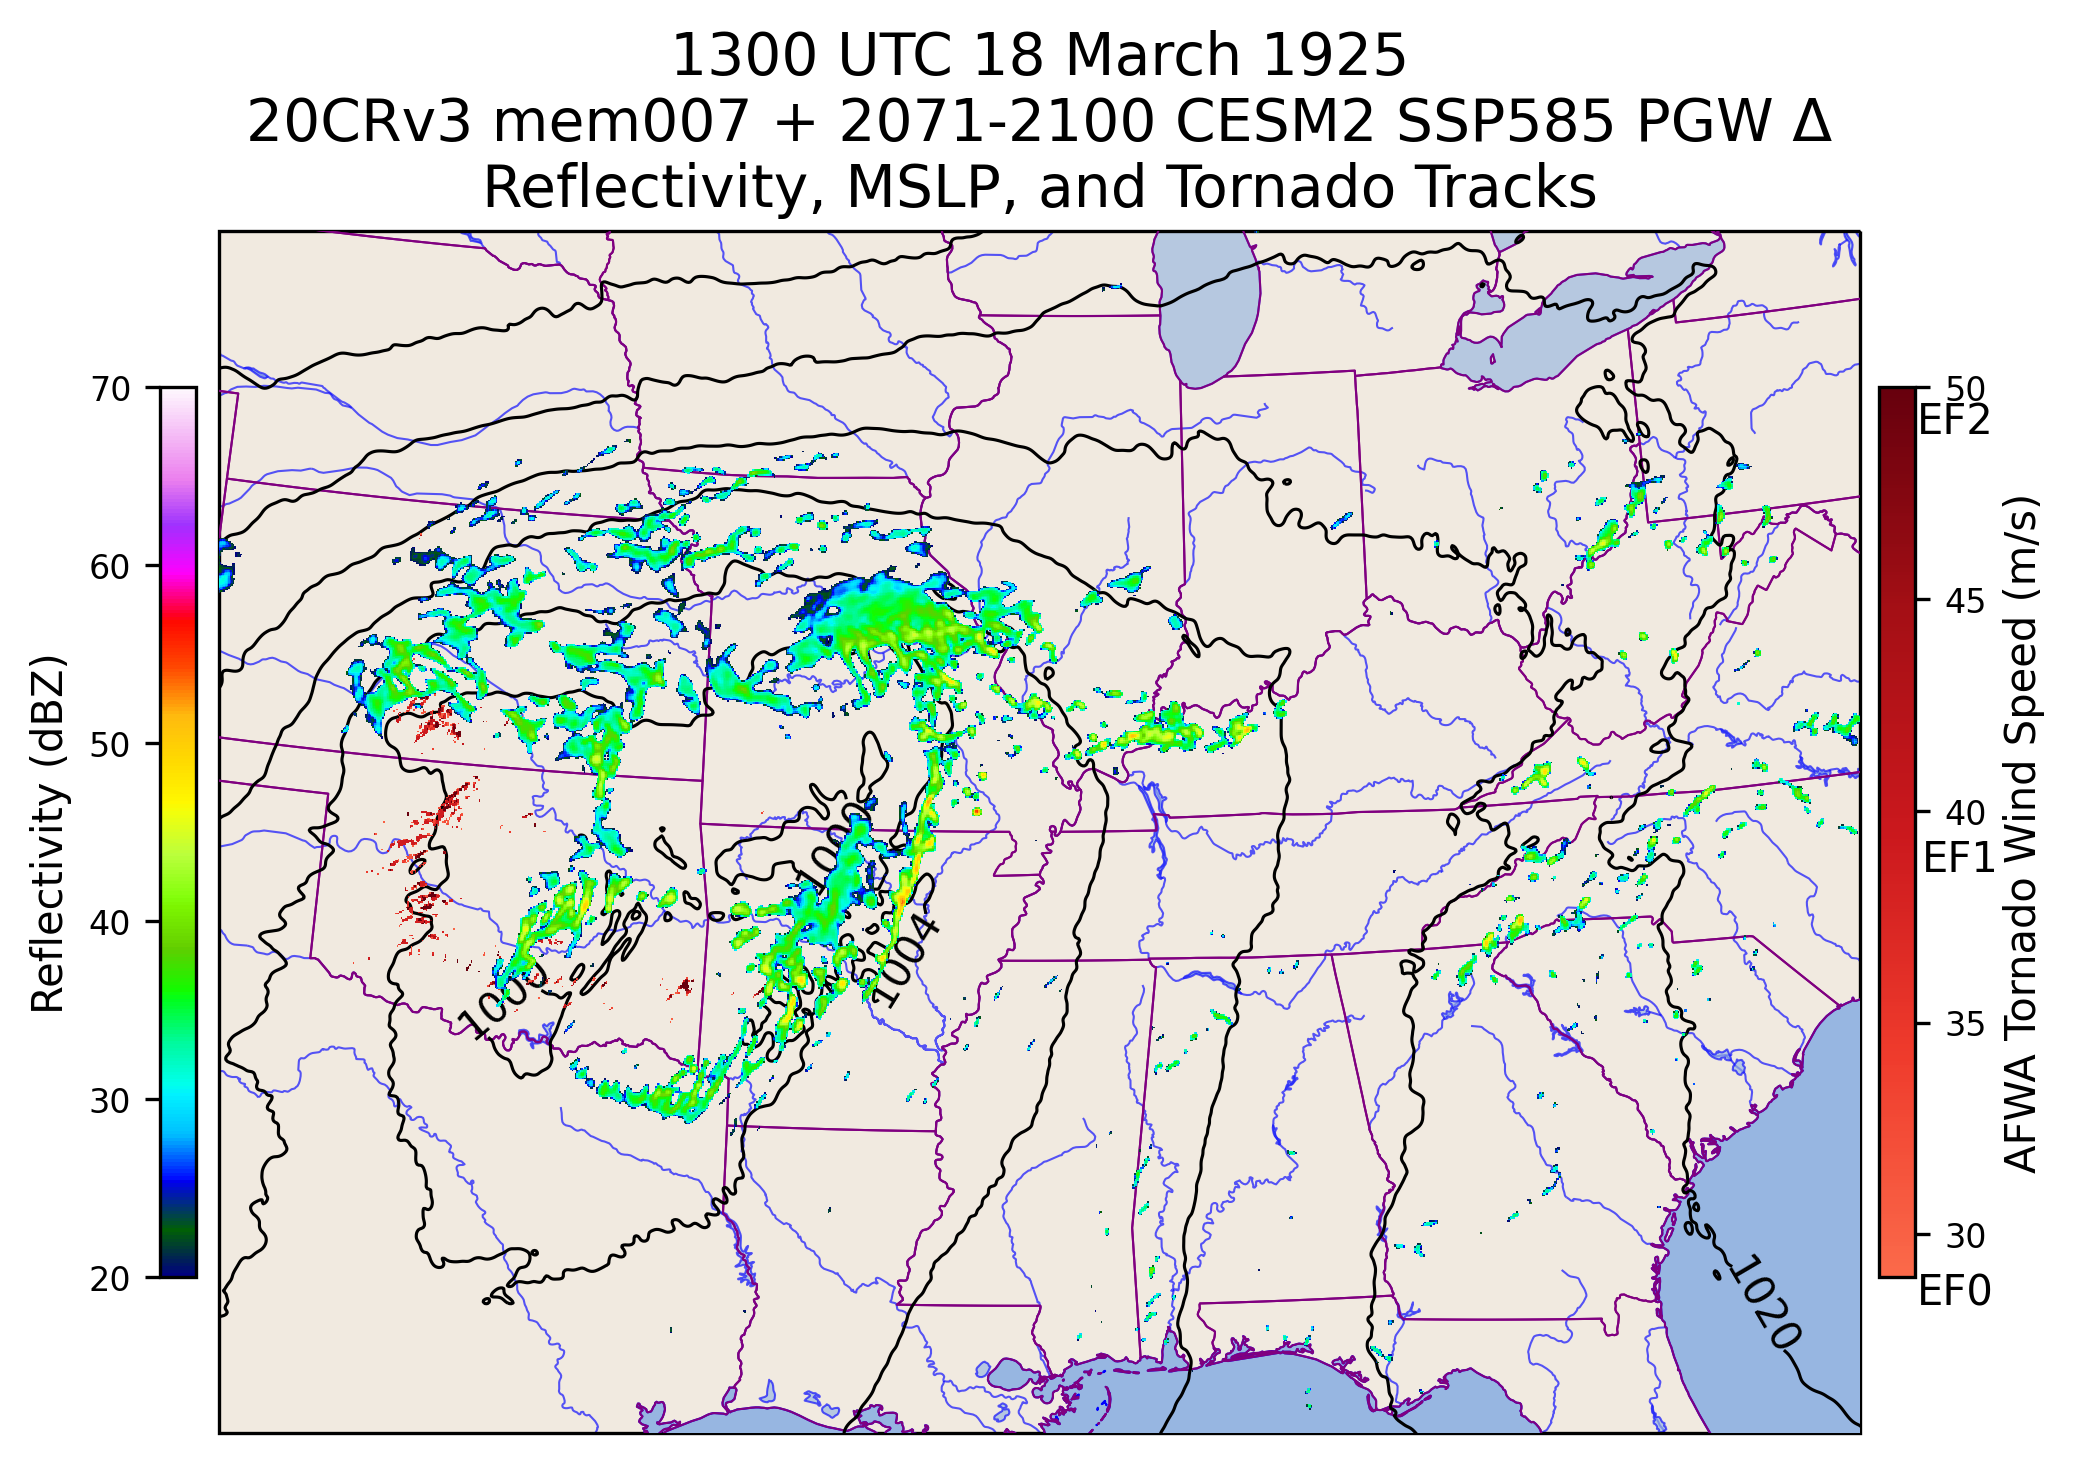 1300 UTC 18 March 1925
20CRv3 mem007 + 2071-2100 CESM2 SSP585 PGW Δ
Reflectivity, MSLP, and Tornado Tracks
Reflectivity (dBZ)
70
60
50
40
30
20
1000
1004
1000
1020
50
EF2
45
40
EF1
35
30
EF0
AFWA Tornado Wind Speed (m/s)